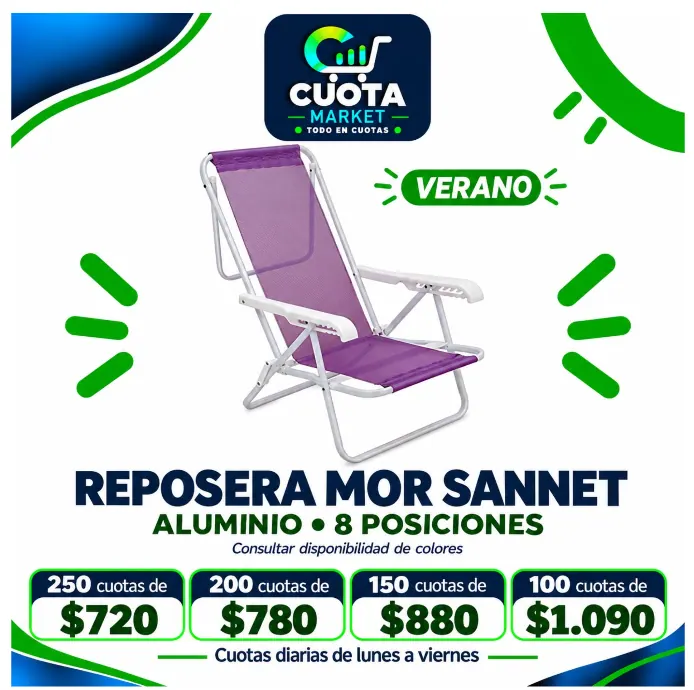 CUOTA
MARKET
TODO EN CUOTAS
VERANO
REPOSERA MOR SANNET
ALUMINIO • 8 POSICIONES
Consultar disponibilidad de colores
250 cuotas de
$720
200 cuotas de
$780
150 cuotas de
$880
100 cuotas de
$1.090
Cuotas diarias de lunes a viernes